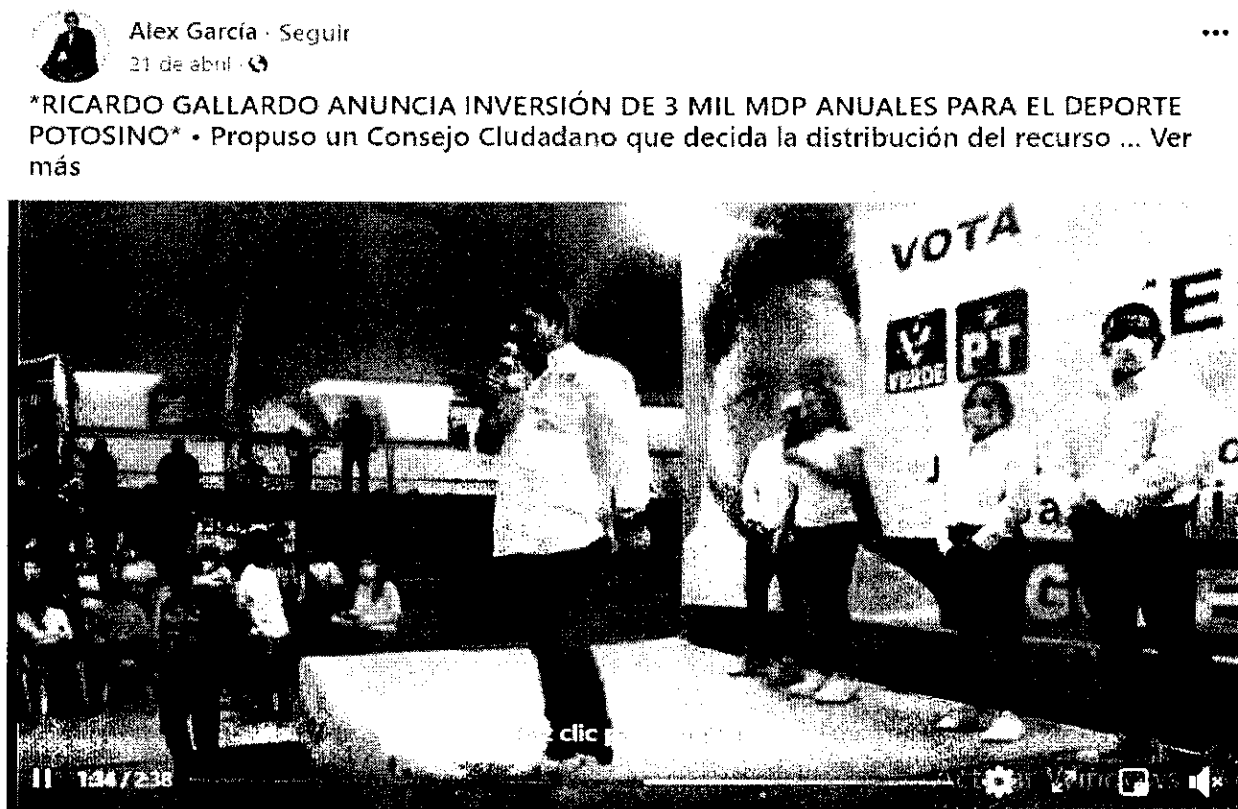 Alex García · Seguir
21 de abril ·
*RICARDO GALLARDO ANUNCIA INVERSIÓN DE 3 MIL MDP ANUALES PARA EL DEPORTE
POTOSINO* • Propuso un Consejo Ciudadano que decida la distribución del recurso ... Ver
más
VOTA
VERDE PT
E
J
a
G
clic
1:34 / 2:38